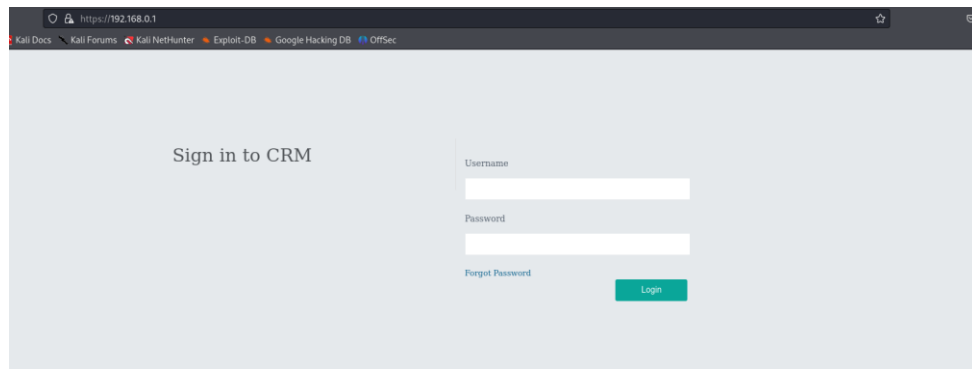 https://192.168.0.1
Kali Docs Kali Forums Kali NetHunter Exploit-DB Google Hacking DB OffSec
Sign in to CRM
Username
Password
Forgot Password
Login